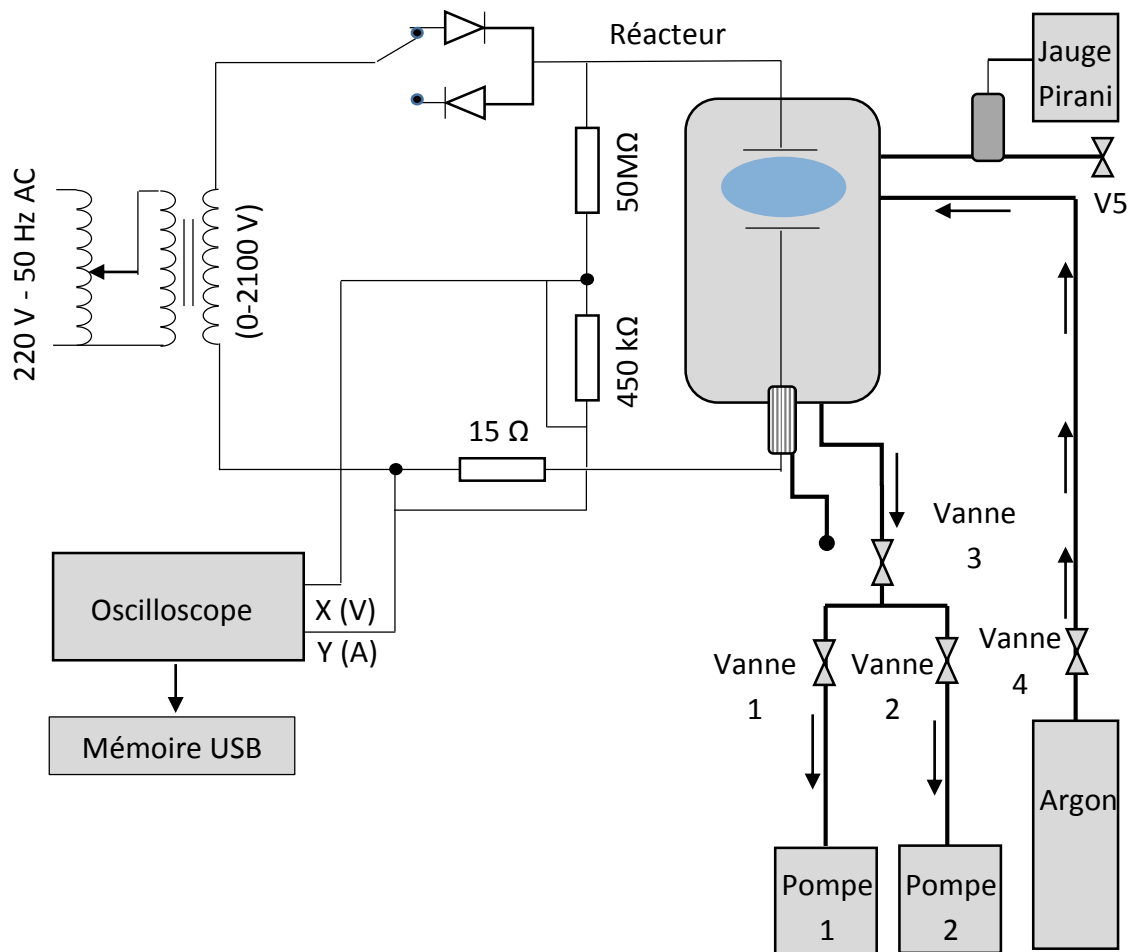 Réacteur
Jauge
Pirani
V5
220 V - 50 Hz AC
(0-2100 V)
50MΩ
450 kΩ
15 Ω
Oscilloscope
X (V)
Y (A)
Mémoire USB
Vanne
3
Vanne
1
Vanne
2
Vanne
4
Argon
Pompe
1
Pompe
2